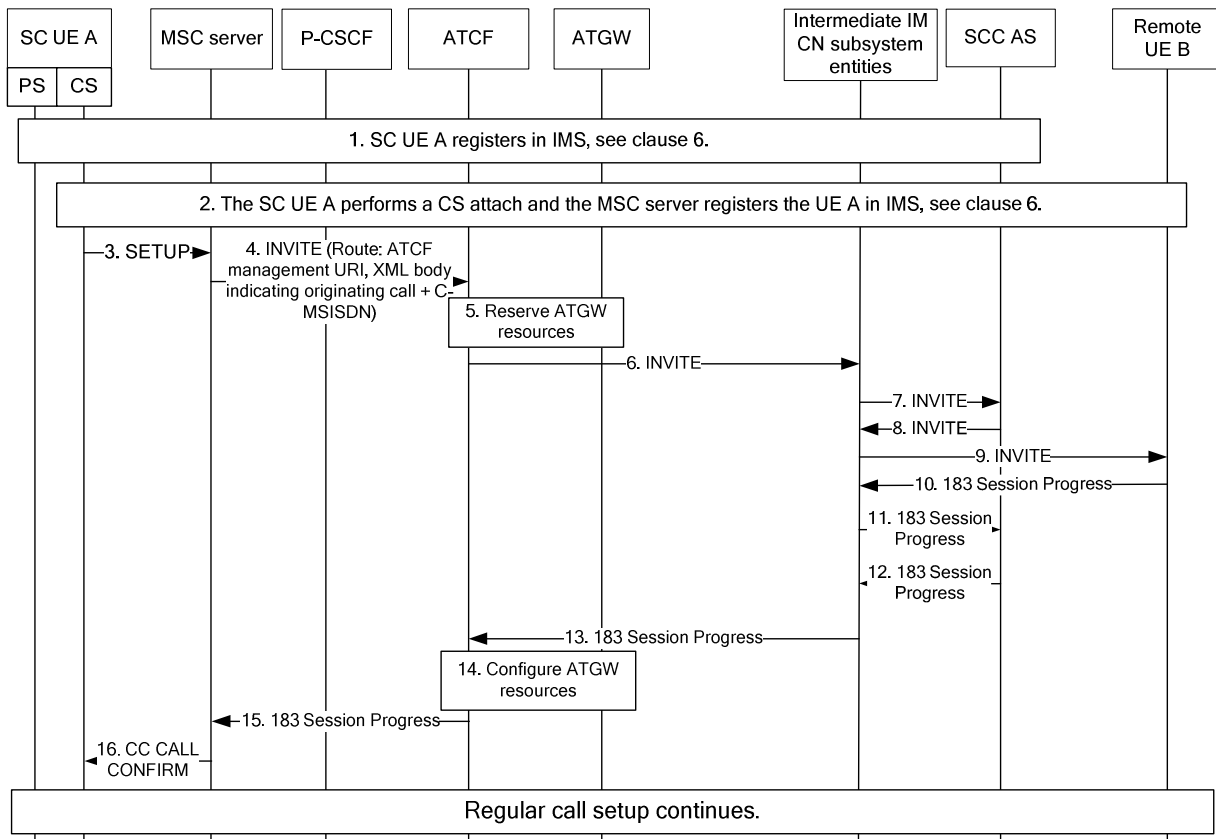 SC UE A
MSC server
P-CSCF
ATCF
ATGW
Intermediate IM
CN subsystem
entities
SCC AS
Remote
UE B
PS
CS
1. SC UE A registers in IMS, see clause 6.
2. The SC UE A performs a CS attach and the MSC server registers the UE A in IMS, see clause 6.
3. SETUP
4. INVITE (Route: ATCF
management URI, XML body
indicating originating call + C-
MSISDN)
5. Reserve ATGW
resources
6. INVITE
7. INVITE
8. INVITE
9. INVITE
10. 183 Session Progress
11. 183 Session
Progress
12. 183 Session
Progress
13. 183 Session Progress
14. Configure ATGW
resources
15. 183 Session Progress
16. CC CALL
CONFIRM
Regular call setup continues.